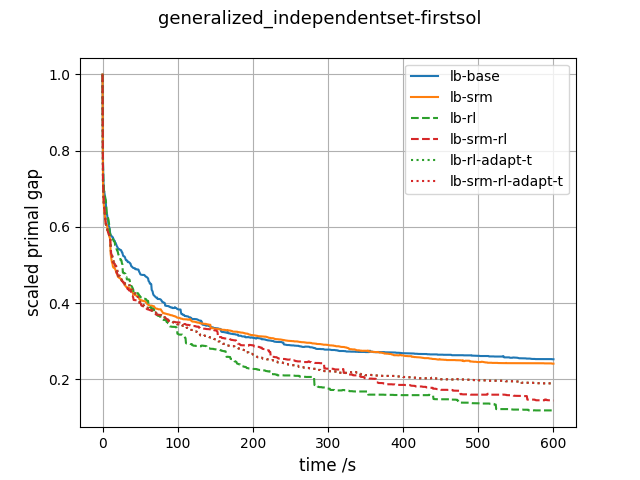 generalized_independentset-firstsol
1.0
0.8
0.6
0.4
0.2
scaled primal gap
lb-base
lb-srm
lb-rl
lb-srm-rl
lb-rl-adapt-t
lb-srm-rl-adapt-t
0
100
200
300
400
500
600
time /s